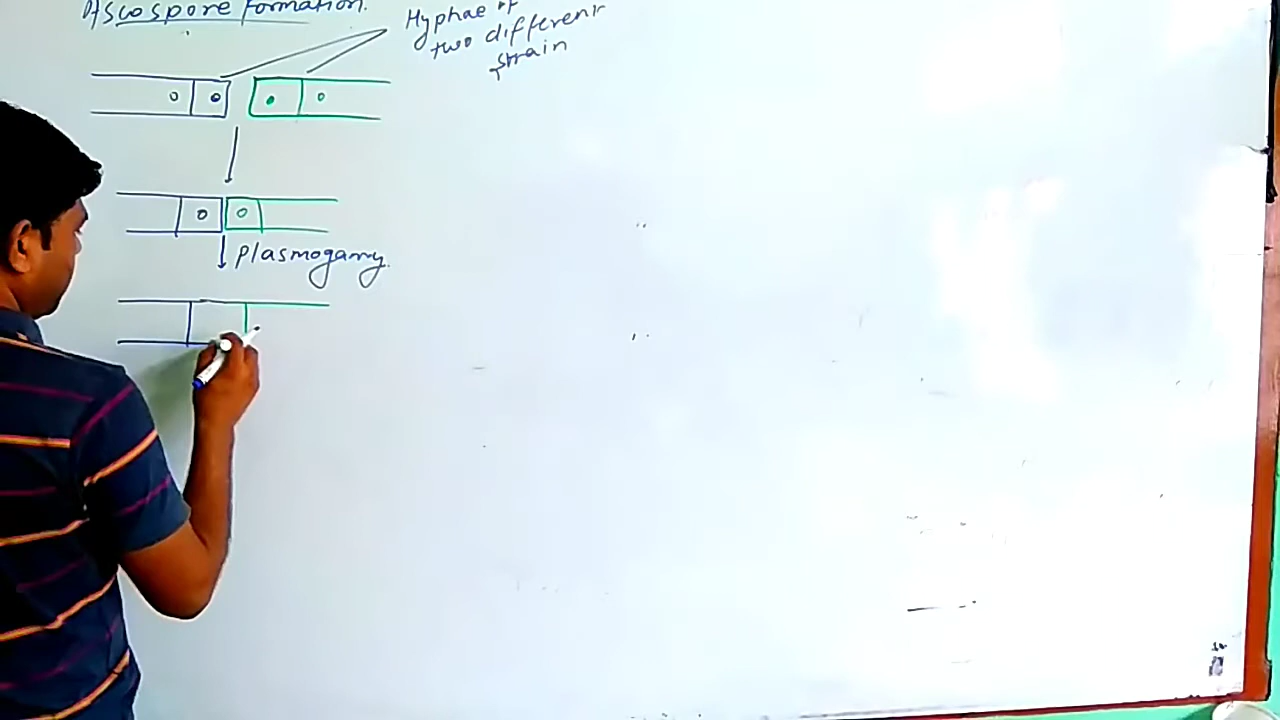 Ascospore formation.
Hyphae of
two different
strain
plasmogamy.